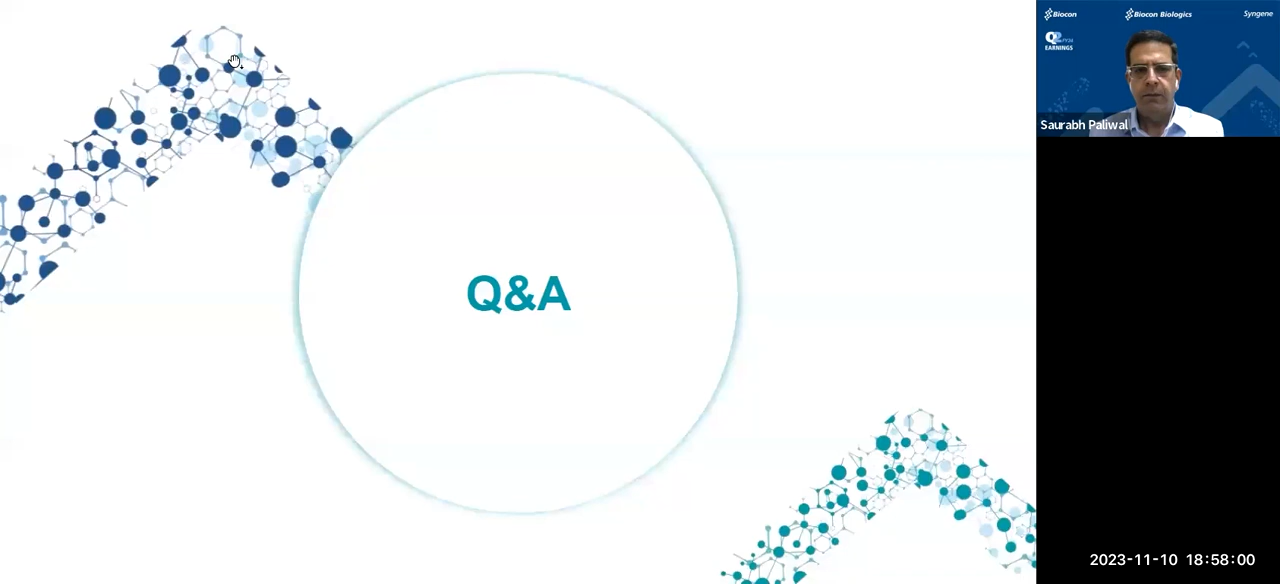 Q&A
Biocon
Biocon Biologics
Syngene
EARNINGS
Saurabh Paliwal
2023-11-10 18:58:00